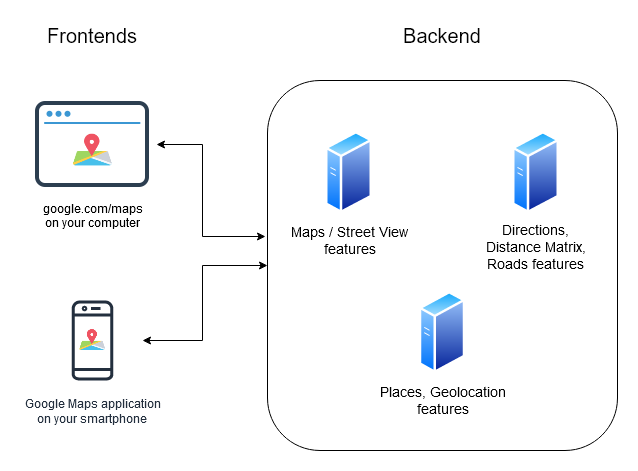 Frontends
Backend
google.com/maps
on your computer
Maps / Street View
features
Directions,
Distance Matrix,
Roads features
Google Maps application
on your smartphone
Places, Geolocation
features